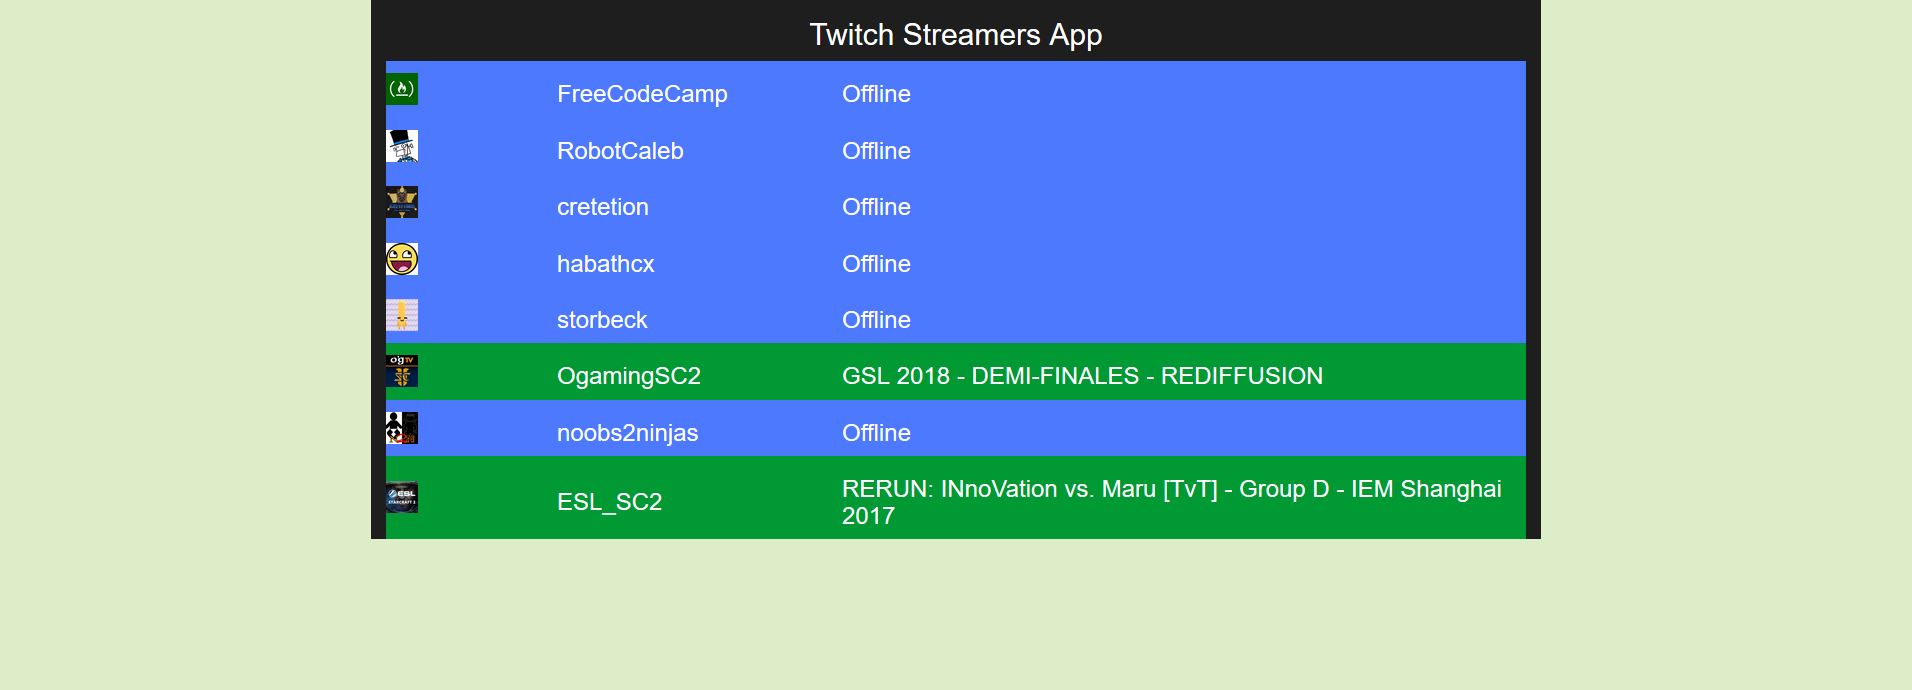 Twitch Streamers App
FreeCodeCamp Offline
RobotCaleb Offline
cretetion Offline
habathcx Offline
storbeck Offline
OgamingSC2 GSL 2018 - DEMI-FINALES - REDIFFUSION
noobs2ninjas Offline
ESL_SC2 RERUN: INnoVation vs. Maru [TvT] - Group D - IEM Shanghai
2017